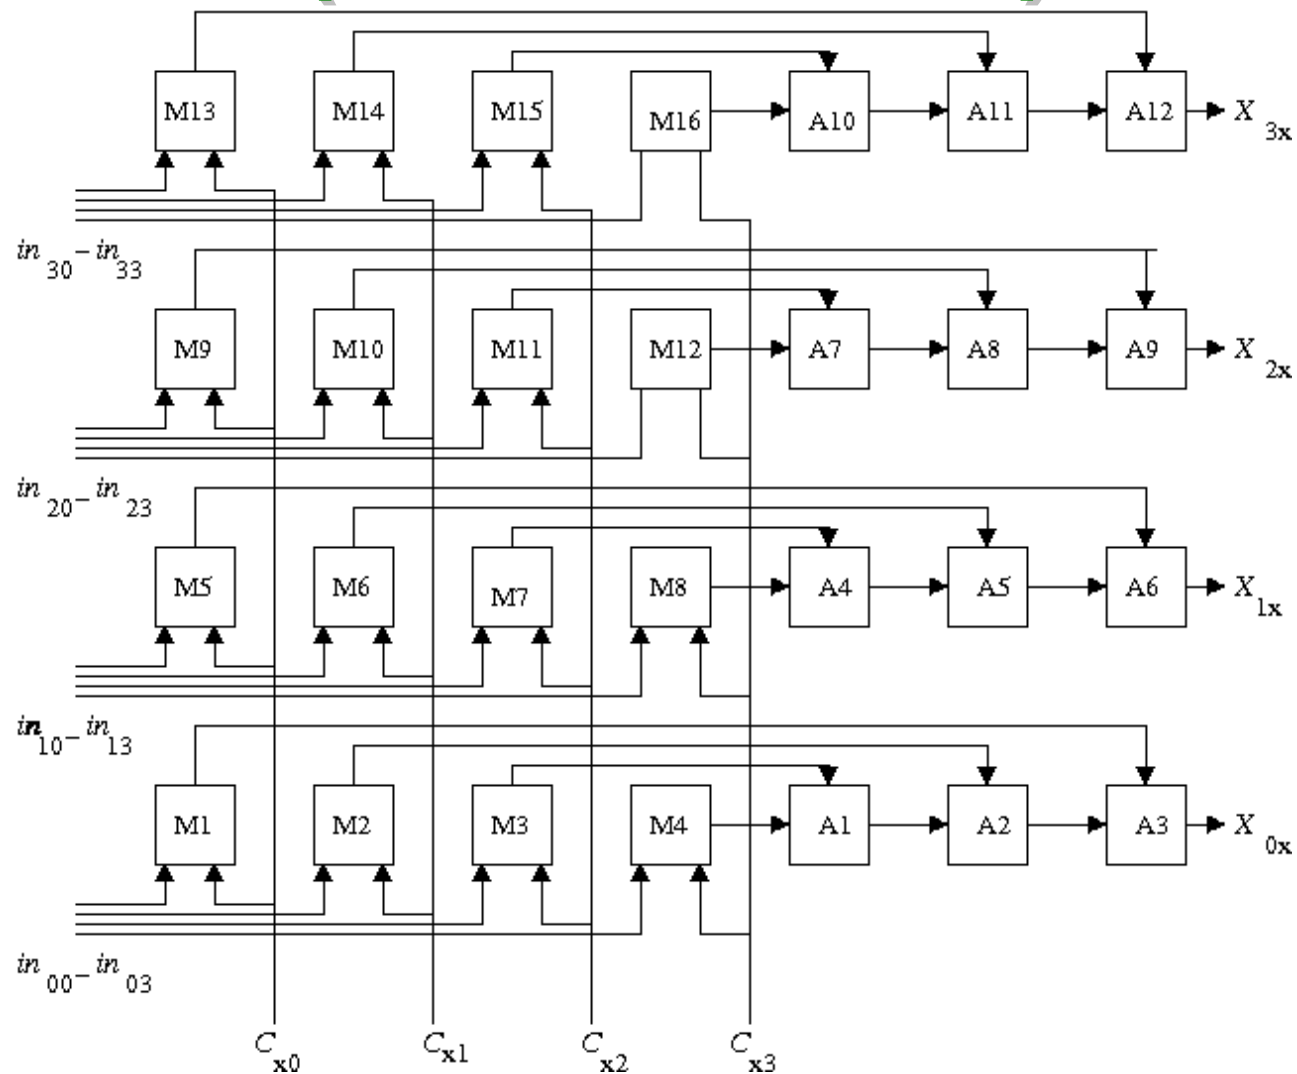 M13 M14 M15 M16 A10 A11 A12 X 3x
in 30 – in 33
M9 M10 M11 M12 A7 A8 A9 X 2x
in 20 – in 23
M5 M6 M7 M8 A4 A5 A6 X 1x
in 10 – in 13
M1 M2 M3 M4 A1 A2 A3 X 0x
in 00 – in 03
C x0 C x1 C x2 C x3